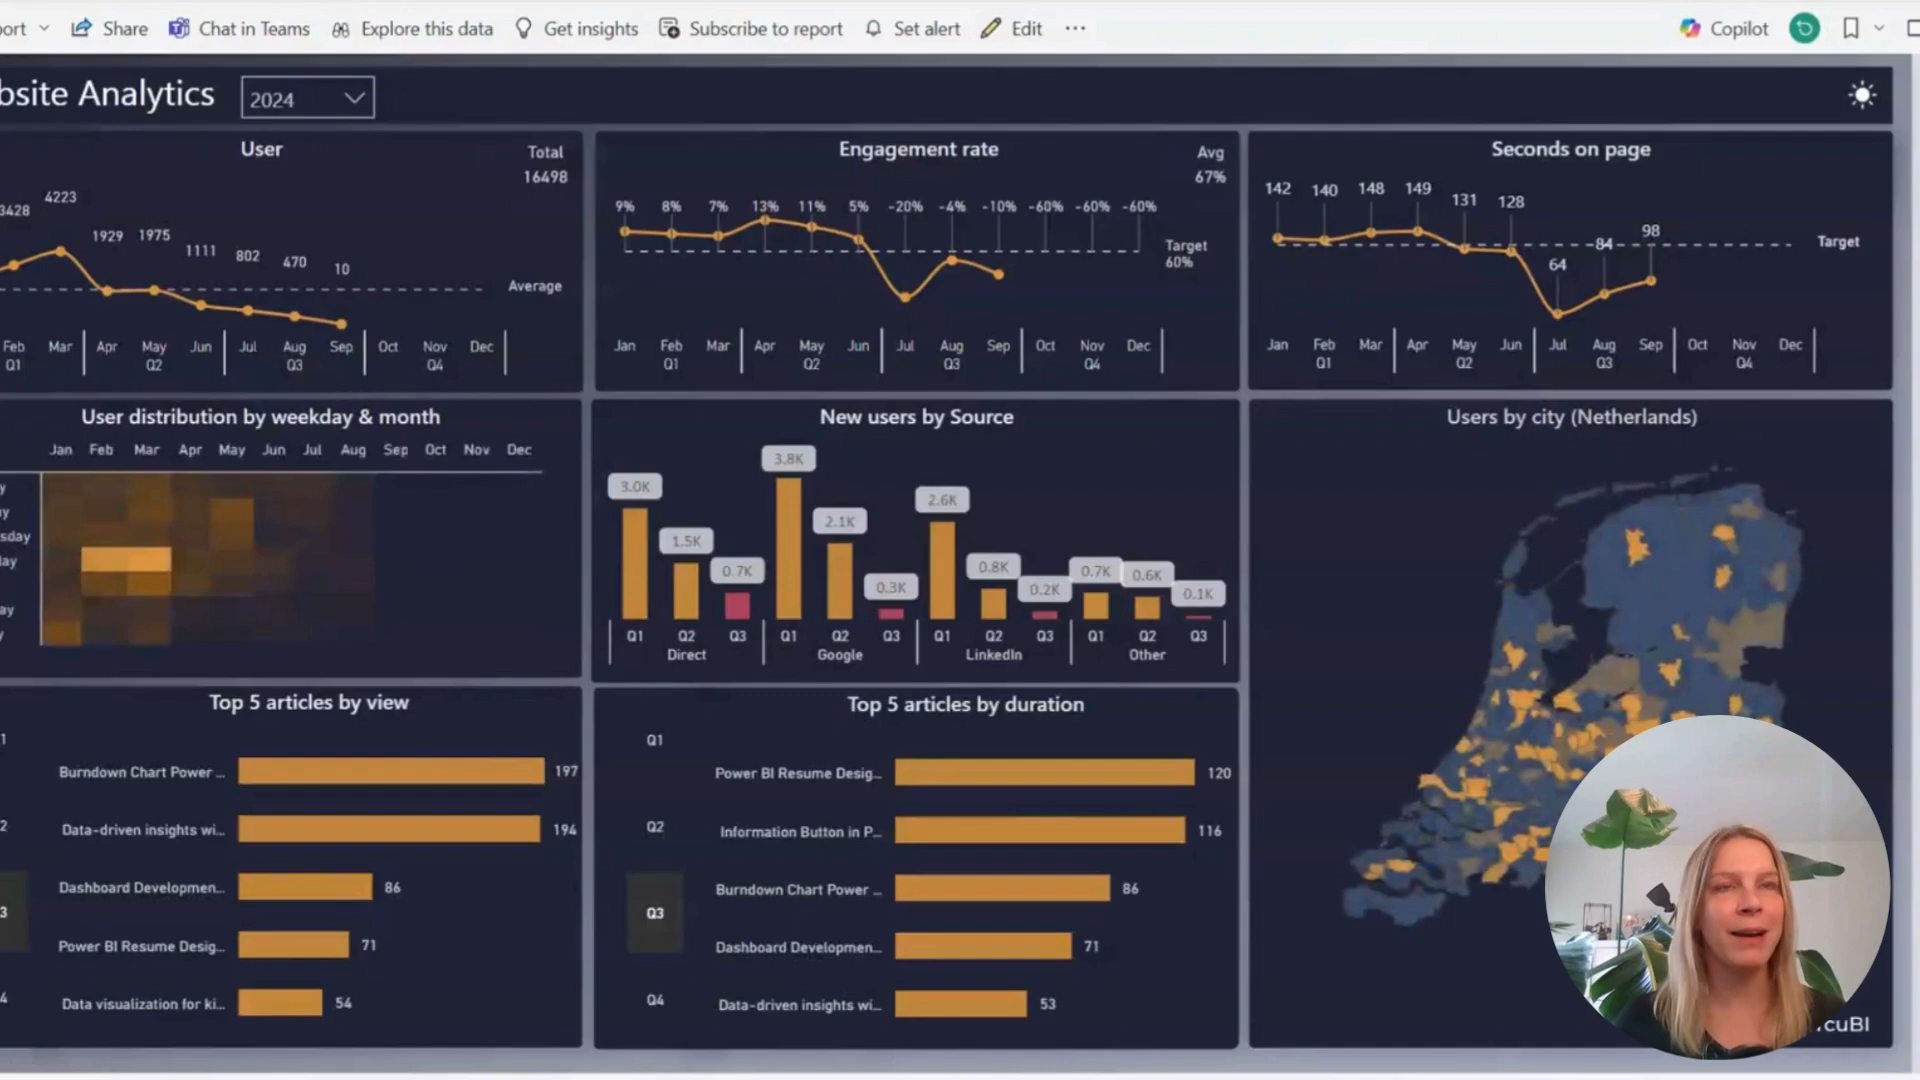 ort Share Chat in Teams Explore this data Get insights Subscribe to report Set alert Edit ··· Copilot
bsite Analytics 2024
User
Total
16498
3428 4223 1929 1975 1111 802 470 10
Average
Feb Mar Apr May Jun Jul Aug Sep Oct Nov Dec
Q1 Q2 Q3 Q4
Engagement rate
Avg
67%
9% 8% 7% 13% 11% 5% -20% -4% -10% -60% -60% -60%
Target
60%
Jan Feb Mar Apr May Jun Jul Aug Sep Oct Nov Dec
Q1 Q2 Q3 Q4
Seconds on page
142 140 148 149 131 128 64 84 98
Target
Jan Feb Mar Apr May Jun Jul Aug Sep Oct Nov Dec
Q1 Q2 Q3 Q4
User distribution by weekday & month
Jan Feb Mar Apr May Jun Jul Aug Sep Oct Nov Dec
y
ay
sday
ay
ay
y
New users by Source
3.0K 1.5K 0.7K 3.8K 2.1K 0.3K 2.6K 0.8K 0.2K 0.7K 0.6K 0.1K
Q1 Q2 Q3 Q1 Q2 Q3 Q1 Q2 Q3 Q1 Q2 Q3
Direct Google LinkedIn Other
Users by city (Netherlands)
Top 5 articles by view
1
2
3
4
Burndown Chart Power ... 197
Data-driven insights wi... 194
Dashboard Developmen... 86
Power BI Resume Desig... 71
Data visualization for ki... 54
Top 5 articles by duration
Q1
Q2
Q3
Q4
Power BI Resume Desig... 120
Information Button in P... 116
Burndown Chart Power ... 86
Dashboard Developmen... 71
Data-driven insights wi... 53
cuBI